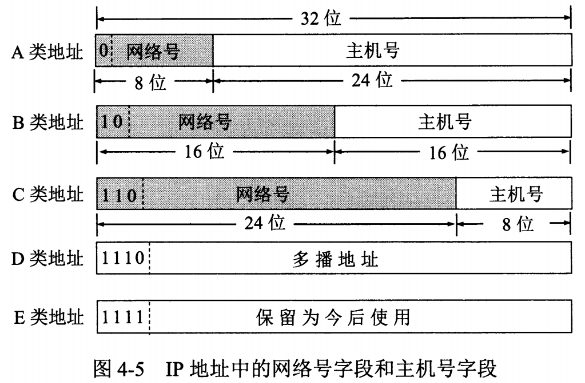 32 位
A 类地址 0 网络号 主机号
8 位 24 位
B 类地址 10 网络号 主机号
16 位 16 位
C 类地址 110 网络号 主机号
24 位 8 位
D 类地址 1110 多播地址
E 类地址 1111 保留为今后使用
图 4-5 IP 地址中的网络号字段和主机号字段